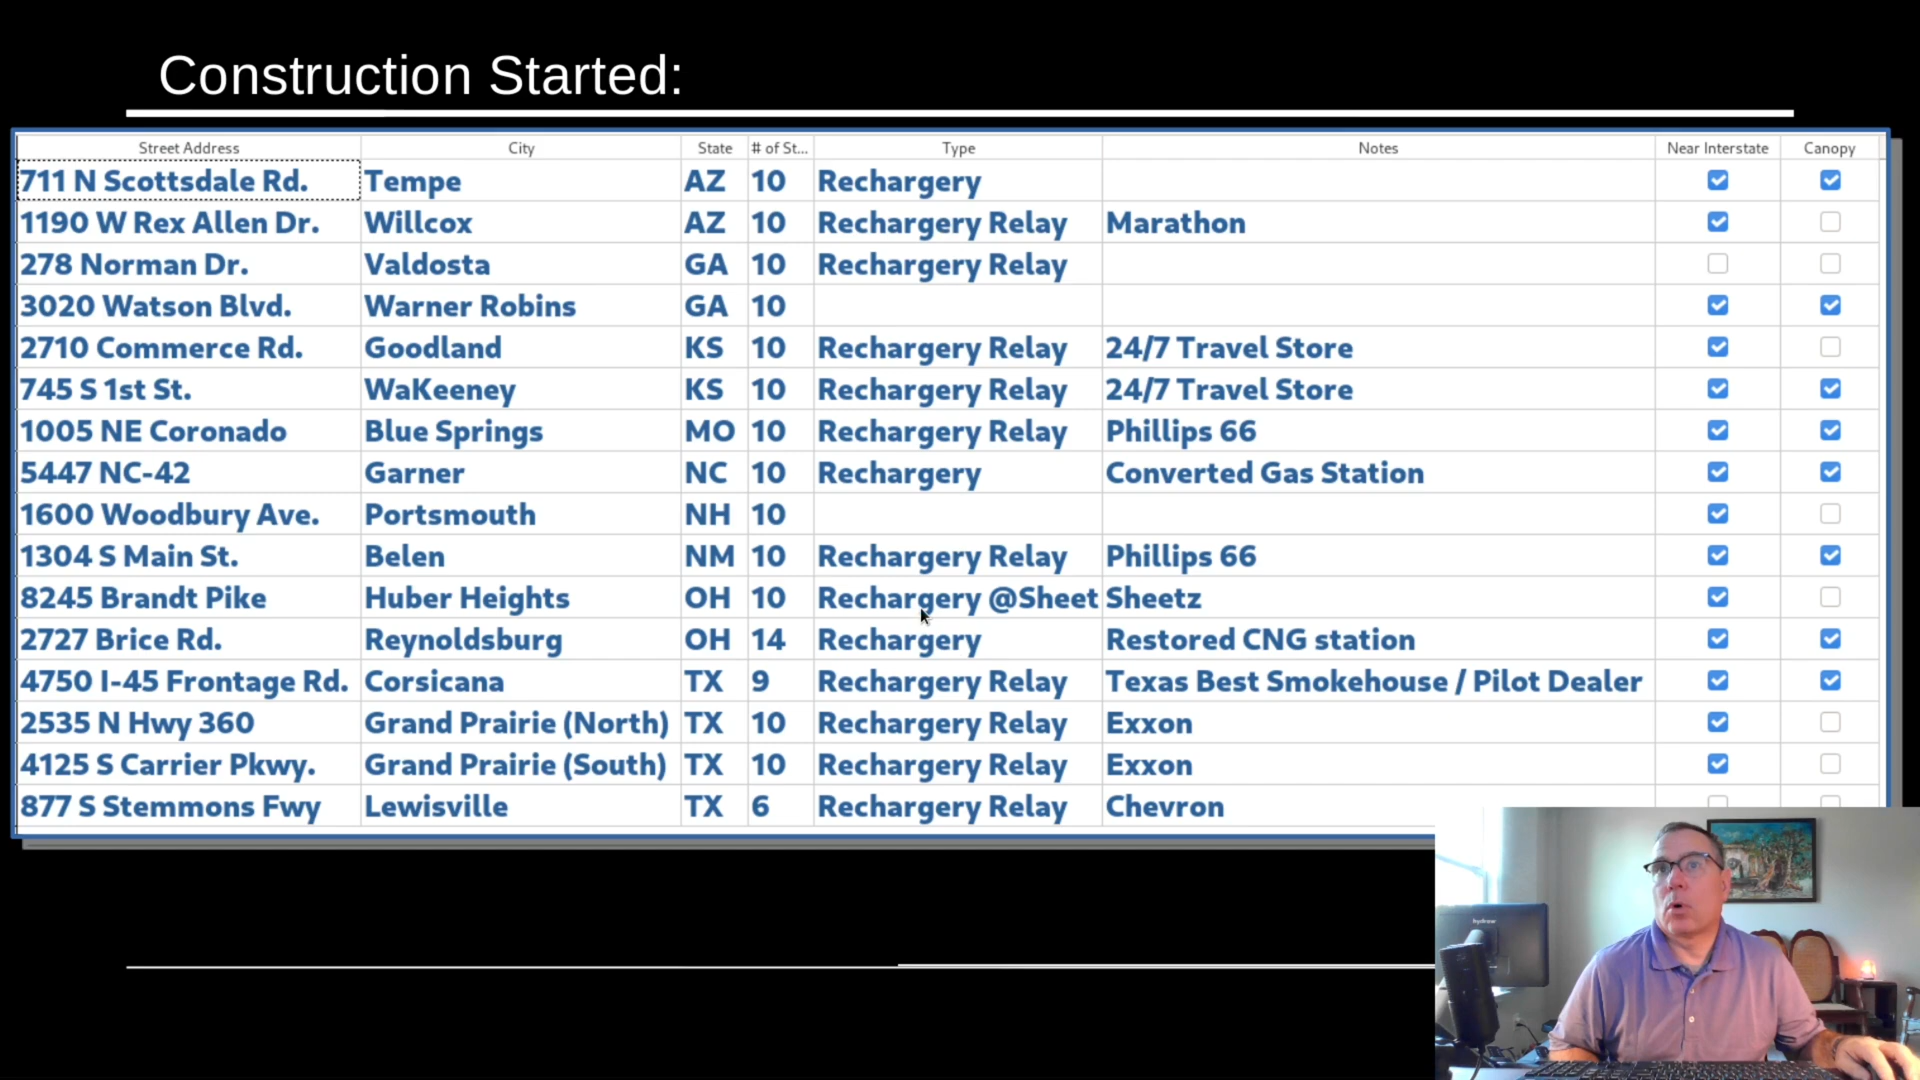 Construction Started:
Street Address City State # of St... Type Notes Near Interstate Canopy
711 N Scottsdale Rd. Tempe AZ 10 Rechargery
1190 W Rex Allen Dr. Willcox AZ 10 Rechargery Relay Marathon
278 Norman Dr. Valdosta GA 10 Rechargery Relay
3020 Watson Blvd. Warner Robins GA 10
2710 Commerce Rd. Goodland KS 10 Rechargery Relay 24/7 Travel Store
745 S 1st St. WaKeeney KS 10 Rechargery Relay 24/7 Travel Store
1005 NE Coronado Blue Springs MO 10 Rechargery Relay Phillips 66
5447 NC-42 Garner NC 10 Rechargery Converted Gas Station
1600 Woodbury Ave. Portsmouth NH 10
1304 S Main St. Belen NM 10 Rechargery Relay Phillips 66
8245 Brandt Pike Huber Heights OH 10 Rechargery @Sheet Sheetz
2727 Brice Rd. Reynoldsburg OH 14 Rechargery Restored CNG station
4750 I-45 Frontage Rd. Corsicana TX 9 Rechargery Relay Texas Best Smokehouse / Pilot Dealer
2535 N Hwy 360 Grand Prairie (North) TX 10 Rechargery Relay Exxon
4125 S Carrier Pkwy. Grand Prairie (South) TX 10 Rechargery Relay Exxon
877 S Stemmons Fwy Lewisville TX 6 Rechargery Relay Chevron